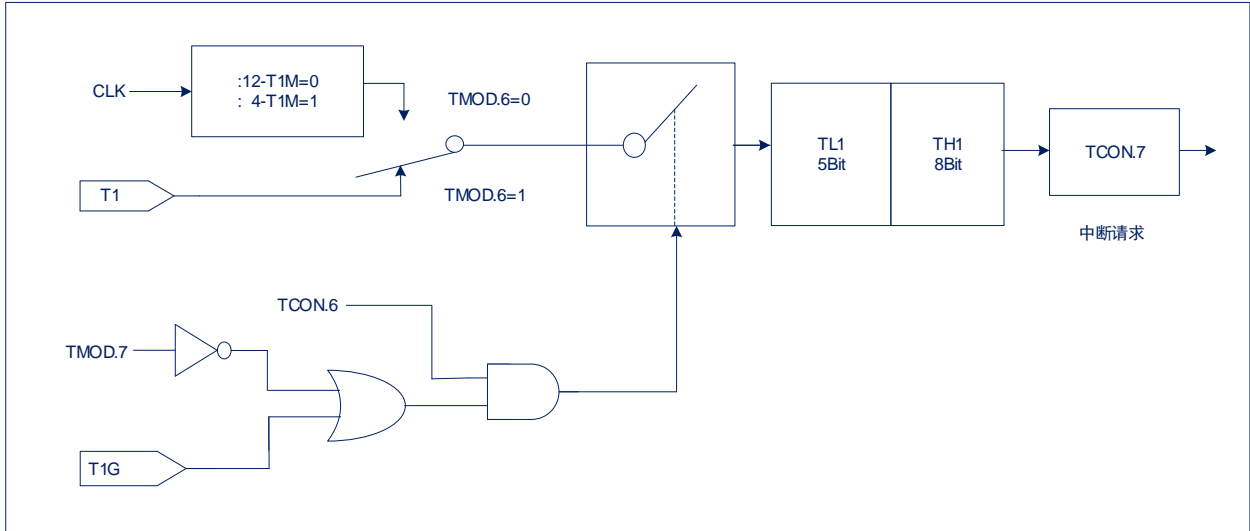 CLK
:12-T1M=0
: 4-T1M=1
TMOD.6=0
T1
TMOD.6=1
TL1
5Bit
TH1
8Bit
TCON.7
中断请求
TCON.6
TMOD.7
T1G